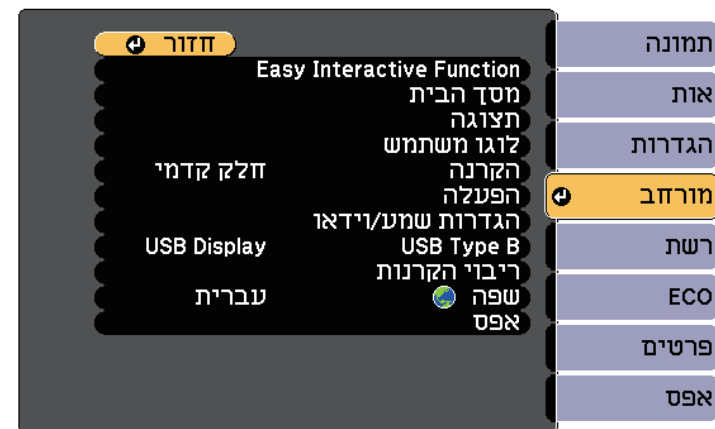 תמונה
אות
הגדרות
מורחב
רשת
ECO
פרטים
אפס
חזור
Easy Interactive Function
מסך הבית
תצוגה
לוגו משתמש
הקרנה חלק קדמי
הפעלה
הגדרות שמע/וידאו
USB Type B USB Display
ריבוי הקרנות
שפה עברית
אפס